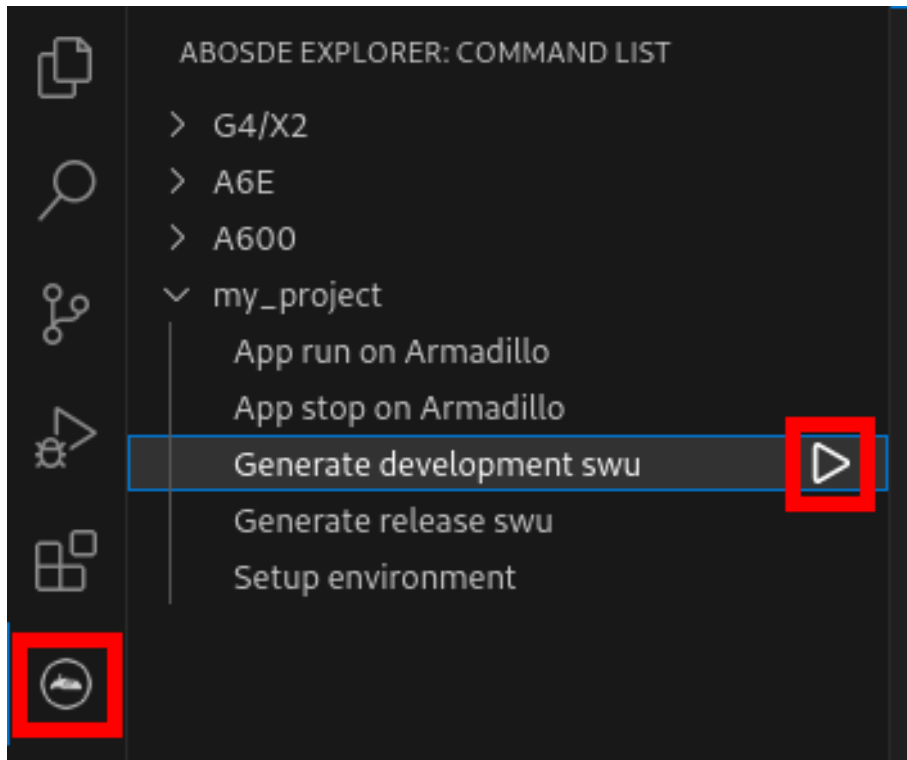 ABOSDE EXPLORER: COMMAND LIST
G4/X2
A6E
A600
my_project
App run on Armadillo
App stop on Armadillo
Generate development swu
Generate release swu
Setup environment